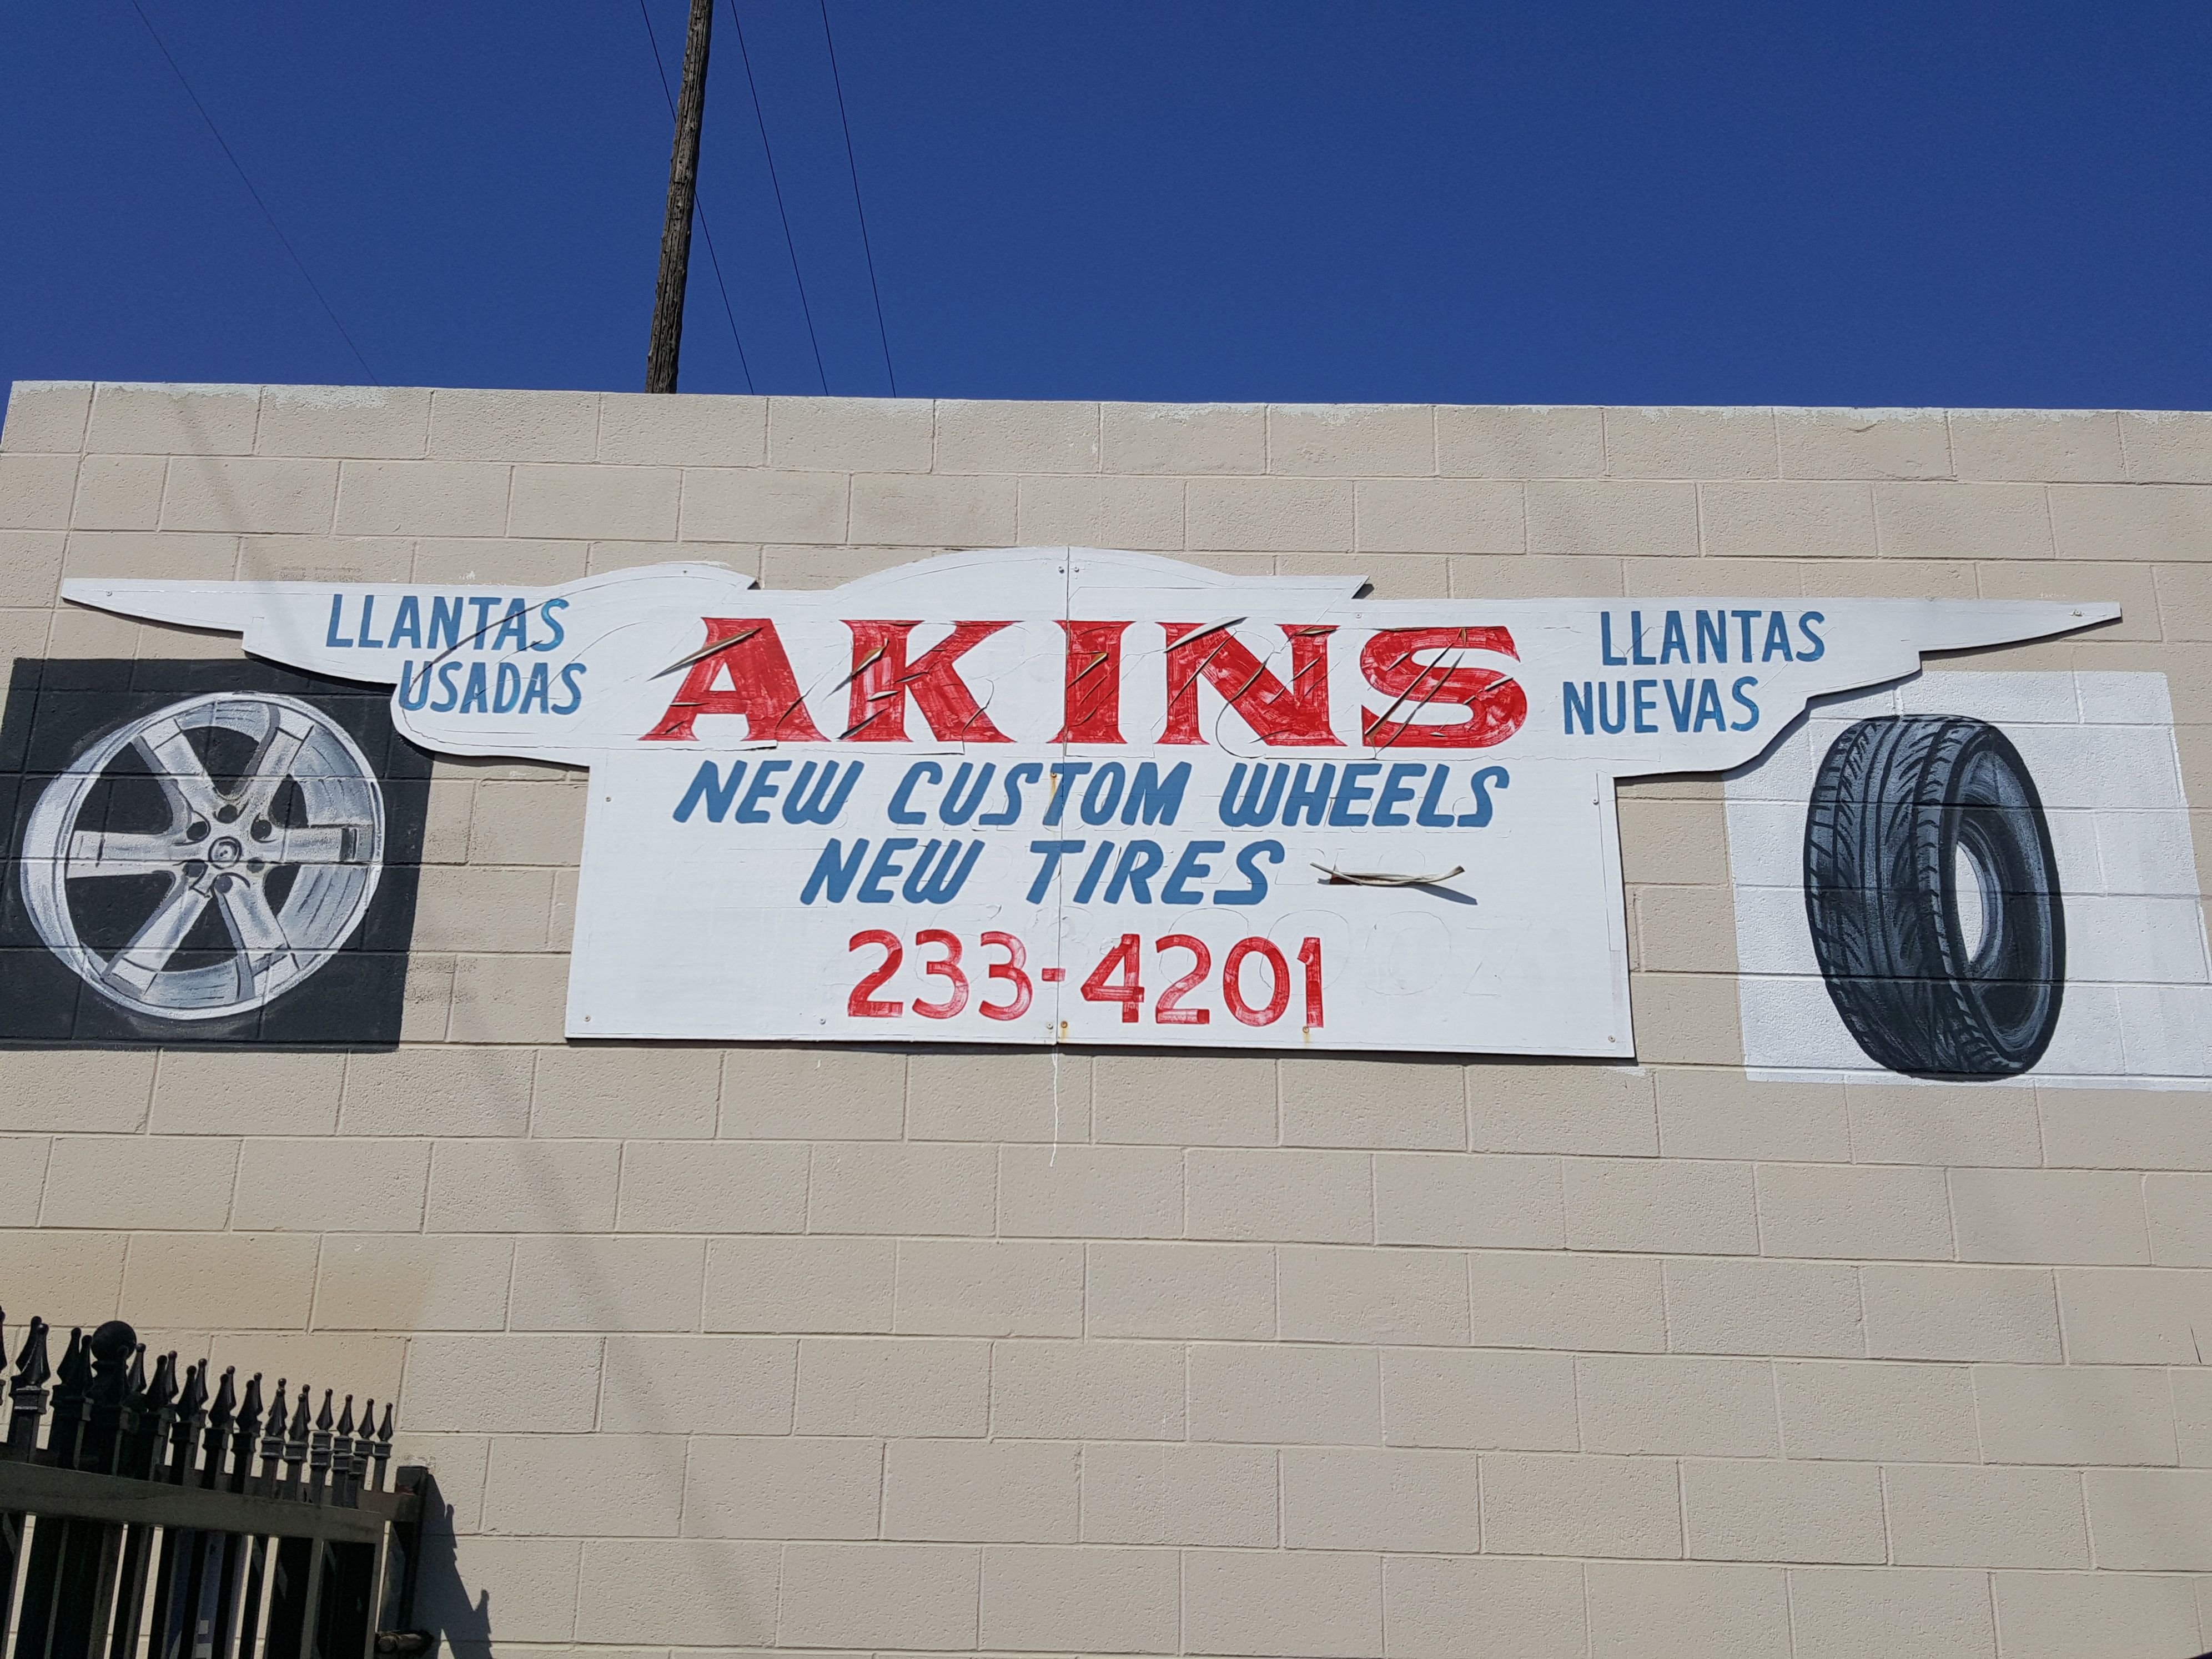 LLANTAS
USADAS
AKINS
LLANTAS
NUEVAS
NEW CUSTOM WHEELS
NEW TIRES
233-4201